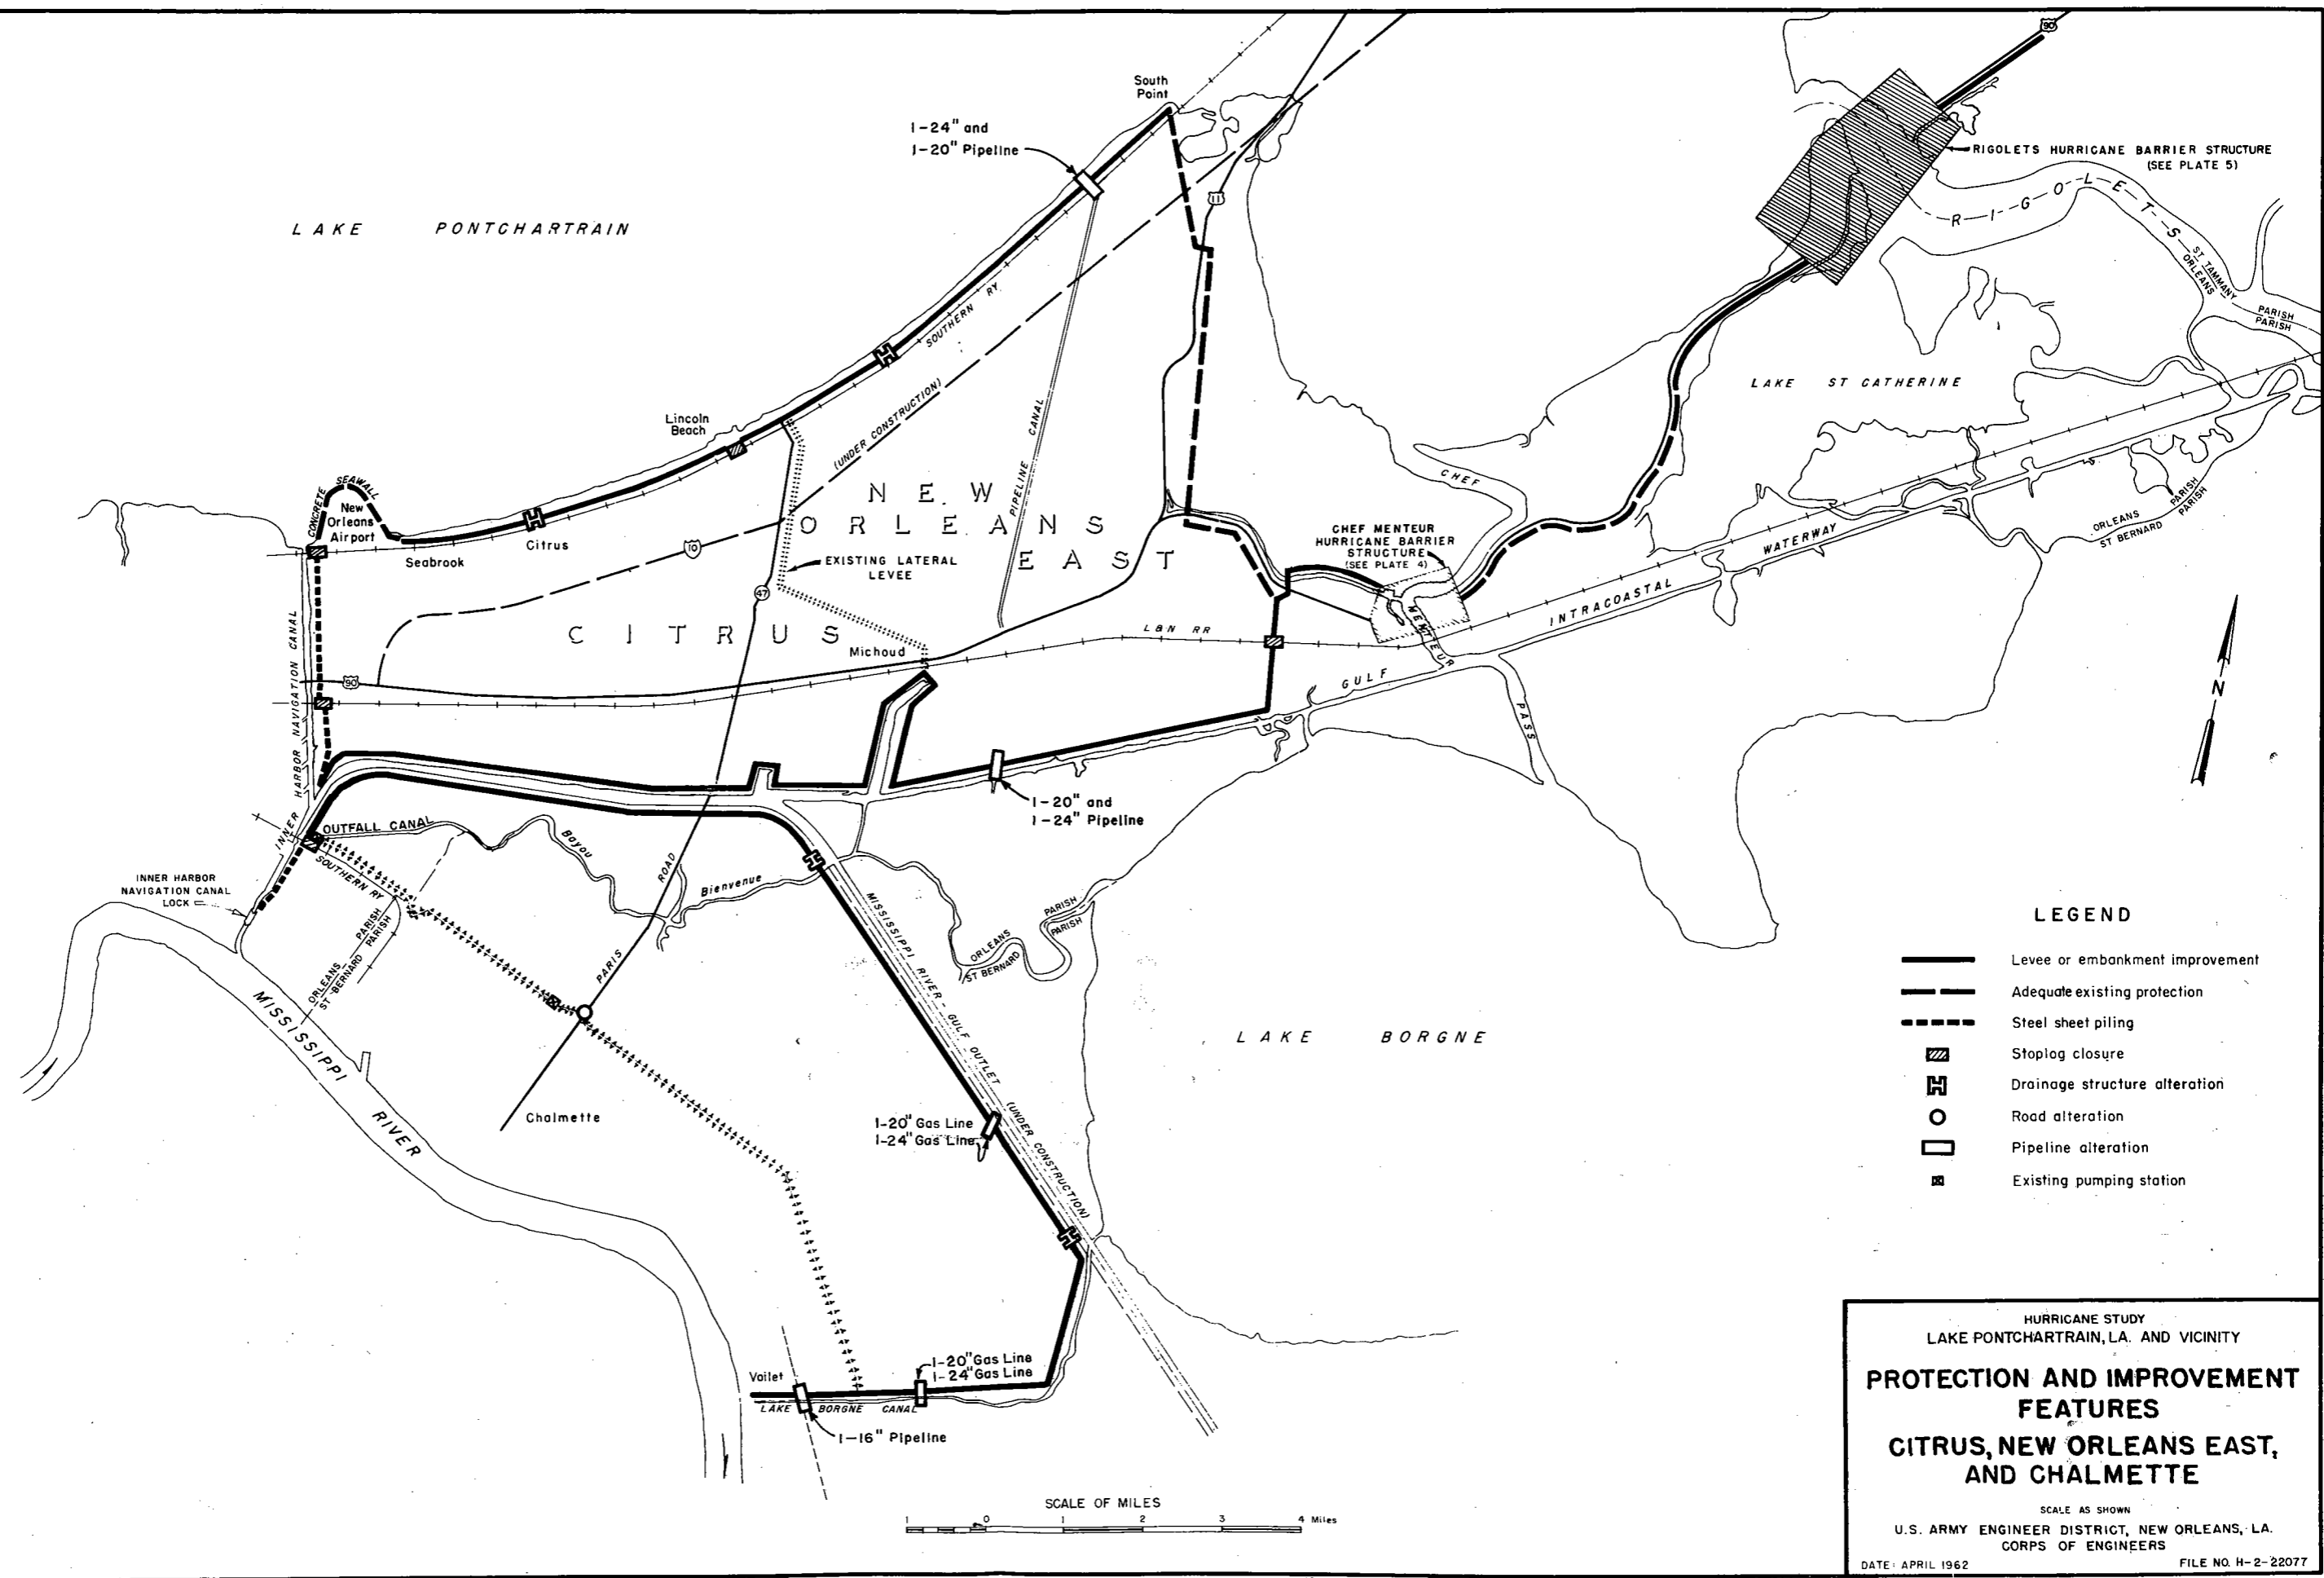 South
Point
1-24" and
1-20" Pipeline
90
RIGOLETS HURRICANE BARRIER STRUCTURE
(SEE PLATE 5)
LAKE PONTCHARTRAIN
11
RIGOLETS
ST TAMMANY
ORLEANS
PARISH
PARISH
SOUTHERN RY
LAKE ST CATHERINE
(UNDER CONSTRUCTION)
PIPELINE CANAL
Lincoln
Beach
CONCRETE SEAWALL
New
Orleans
Airport
Seabrook
Citrus
10
NEW
ORLEANS
EAST
EXISTING LATERAL
LEVEE
47
CHEF MENTEUR
HURRICANE BARRIER
STRUCTURE
(SEE PLATE 4)
CHEF
MENTEUR
PASS
GULF
INTRACOASTAL
WATERWAY
ORLEANS
ST BERNARD
PARISH
PARISH
CITRUS
Michoud
L&N RR
90
INNER HARBOR NAVIGATION CANAL
N
1-20" and
1-24" Pipeline
OUTFALL CANAL
SOUTHERN RY
Bayou
Bienvenue
PARIS ROAD
INNER HARBOR
NAVIGATION CANAL
LOCK
ORLEANS PARISH
ST BERNARD PARISH
ORLEANS
ST BERNARD
PARISH
PARISH
MISSISSIPPI RIVER-GULF OUTLET (UNDER CONSTRUCTION)
MISSISSIPPI
RIVER
Chalmette
LAKE BORGNE
1-20" Gas Line
1-24" Gas Line
Voilet
1-20" Gas Line
1-24" Gas Line
LAKE BORGNE CANAL
1-16" Pipeline
LEGEND
Levee or embankment improvement
Adequate existing protection
Steel sheet piling
Stoplog closure
Drainage structure alteration
Road alteration
Pipeline alteration
Existing pumping station
SCALE OF MILES
1 0 1 2 3 4 Miles
HURRICANE STUDY
LAKE PONTCHARTRAIN, LA. AND VICINITY
PROTECTION AND IMPROVEMENT
FEATURES
CITRUS, NEW ORLEANS EAST,
AND CHALMETTE
SCALE AS SHOWN
U.S. ARMY ENGINEER DISTRICT, NEW ORLEANS, LA.
CORPS OF ENGINEERS
DATE: APRIL 1962
FILE NO. H-2-22077